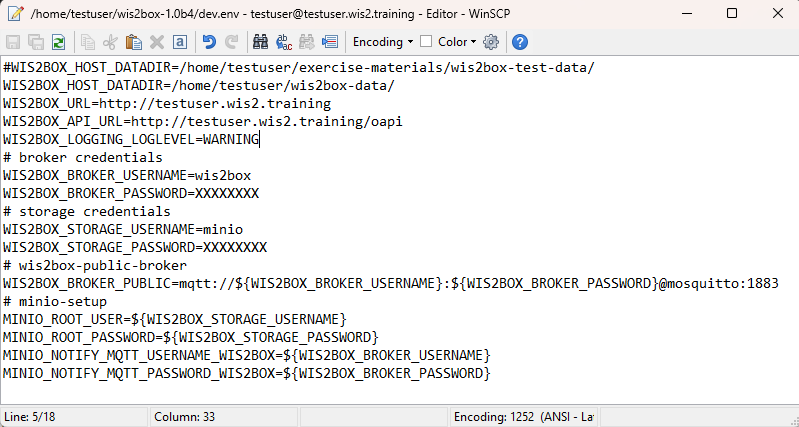 /home/testuser/wis2box-1.0b4/dev.env - testuser@testuser.wis2.training - Editor - WinSCP
Encoding Color
#WIS2BOX_HOST_DATADIR=/home/testuser/exercise-materials/wis2box-test-data/
WIS2BOX_HOST_DATADIR=/home/testuser/wis2box-data/
WIS2BOX_URL=http://testuser.wis2.training
WIS2BOX_API_URL=http://testuser.wis2.training/oapi
WIS2BOX_LOGGING_LOGLEVEL=WARNING
# broker credentials
WIS2BOX_BROKER_USERNAME=wis2box
WIS2BOX_BROKER_PASSWORD=XXXXXXXX
# storage credentials
WIS2BOX_STORAGE_USERNAME=minio
WIS2BOX_STORAGE_PASSWORD=XXXXXXXX
# wis2box-public-broker
WIS2BOX_BROKER_PUBLIC=mqtt://${WIS2BOX_BROKER_USERNAME}:${WIS2BOX_BROKER_PASSWORD}@mosquitto:1883
# minio-setup
MINIO_ROOT_USER=${WIS2BOX_STORAGE_USERNAME}
MINIO_ROOT_PASSWORD=${WIS2BOX_STORAGE_PASSWORD}
MINIO_NOTIFY_MQTT_USERNAME_WIS2BOX=${WIS2BOX_BROKER_USERNAME}
MINIO_NOTIFY_MQTT_PASSWORD_WIS2BOX=${WIS2BOX_BROKER_PASSWORD}
Line: 5/18 Column: 33 Encoding: 1252 (ANSI - La